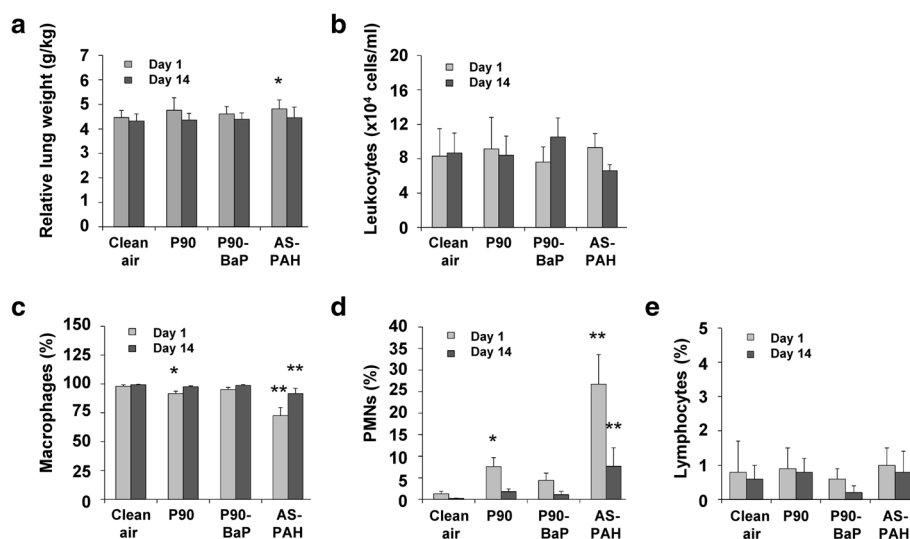 a
Relative lung weight (g/kg)
7
6
5
4
3
2
1
0
Day 1
Day 14
*
Clean air
P90
P90-BaP
AS-PAH
b
Leukocytes (x10⁴ cells/ml)
20
16
12
8
4
0
Day 1
Day 14
Clean air
P90
P90-BaP
AS-PAH
c
Macrophages (%)
150
125
100
75
50
25
0
Day 1
Day 14
*
**
**
Clean air
P90
P90-BaP
AS-PAH
d
PMNs (%)
40
35
30
25
20
15
10
5
0
Day 1
Day 14
*
**
**
Clean air
P90
P90-BaP
AS-PAH
e
Lymphocytes (%)
5
4
3
2
1
0
Day 1
Day 14
Clean air
P90
P90-BaP
AS-PAH